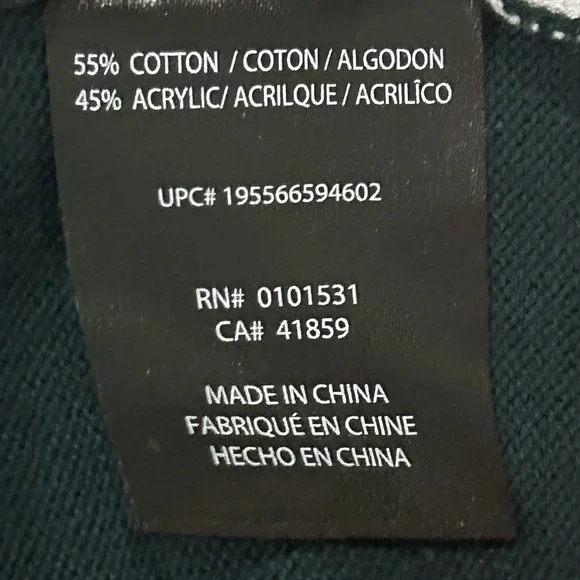 55% COTTON / COTON / ALGODON
45% ACRYLIC/ ACRILQUE / ACRILÎCO
UPC# 195566594602
RN# 0101531
CA# 41859
MADE IN CHINA
FABRIQUÉ EN CHINE
HECHO EN CHINA